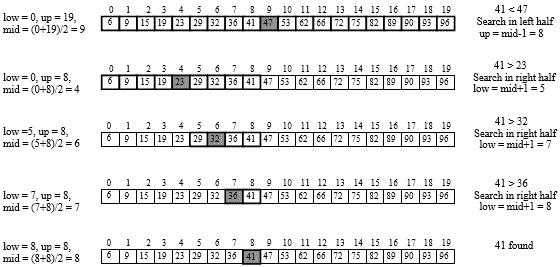 0 1 2 3 4 5 6 7 8 9 10 11 12 13 14 15 16 17 18 19
low = 0, up = 19,
mid = (0+19)/2 = 9
6 9 15 19 23 29 32 36 41 47 53 62 66 72 75 82 89 90 93 96
41 < 47
Search in left half
up = mid-1 = 8
0 1 2 3 4 5 6 7 8 9 10 11 12 13 14 15 16 17 18 19
low = 0, up = 8,
mid = (0+8)/2 = 4
6 9 15 19 23 29 32 36 41 47 53 62 66 72 75 82 89 90 93 96
41 > 23
Search in right half
low = mid+1 = 5
0 1 2 3 4 5 6 7 8 9 10 11 12 13 14 15 16 17 18 19
low =5, up = 8,
mid = (5+8)/2 = 6
6 9 15 19 23 29 32 36 41 47 53 62 66 72 75 82 89 90 93 96
41 > 32
Search in right half
low = mid+1 = 7
0 1 2 3 4 5 6 7 8 9 10 11 12 13 14 15 16 17 18 19
low = 7, up = 8,
mid = (7+8)/2 = 7
6 9 15 19 23 29 32 36 41 47 53 62 66 72 75 82 89 90 93 96
41 > 36
Search in right half
low = mid+1 = 8
0 1 2 3 4 5 6 7 8 9 10 11 12 13 14 15 16 17 18 19
low = 8, up = 8,
mid = (8+8)/2 = 8
6 9 15 19 23 29 32 36 41 47 53 62 66 72 75 82 89 90 93 96
41 found